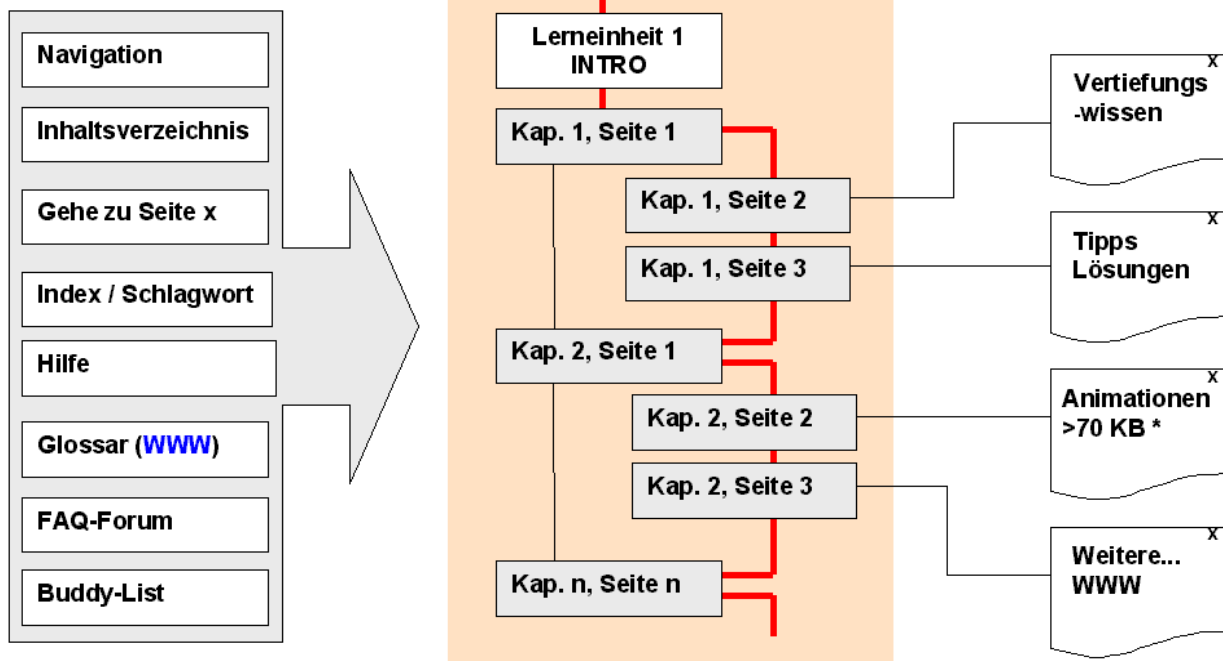 Navigation
Inhaltsverzeichnis
Gehe zu Seite x
Index / Schlagwort
Hilfe
Glossar (WWW)
FAQ-Forum
Buddy-List
Lerneinheit 1
INTRO
Kap. 1, Seite 1
Kap. 1, Seite 2
Kap. 1, Seite 3
Kap. 2, Seite 1
Kap. 2, Seite 2
Kap. 2, Seite 3
Kap. n, Seite n
x
Vertiefungs
-wissen
x
Tipps
Lösungen
x
Animationen
>70 KB *
x
Weitere...
WWW